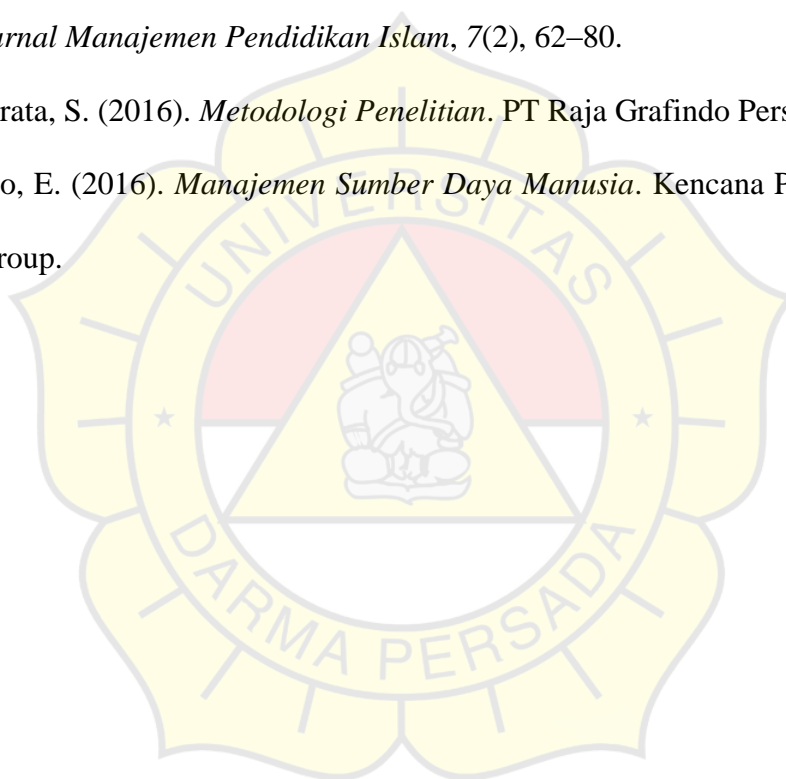 urnal Manajemen Pendidikan Islam, 7(2), 62–80.
rata, S. (2016). Metodologi Penelitian. PT Raja Grafindo Pers
o, E. (2016). Manajemen Sumber Daya Manusia. Kencana P
roup.
UNIVERSITAS
DARMA PERSADA